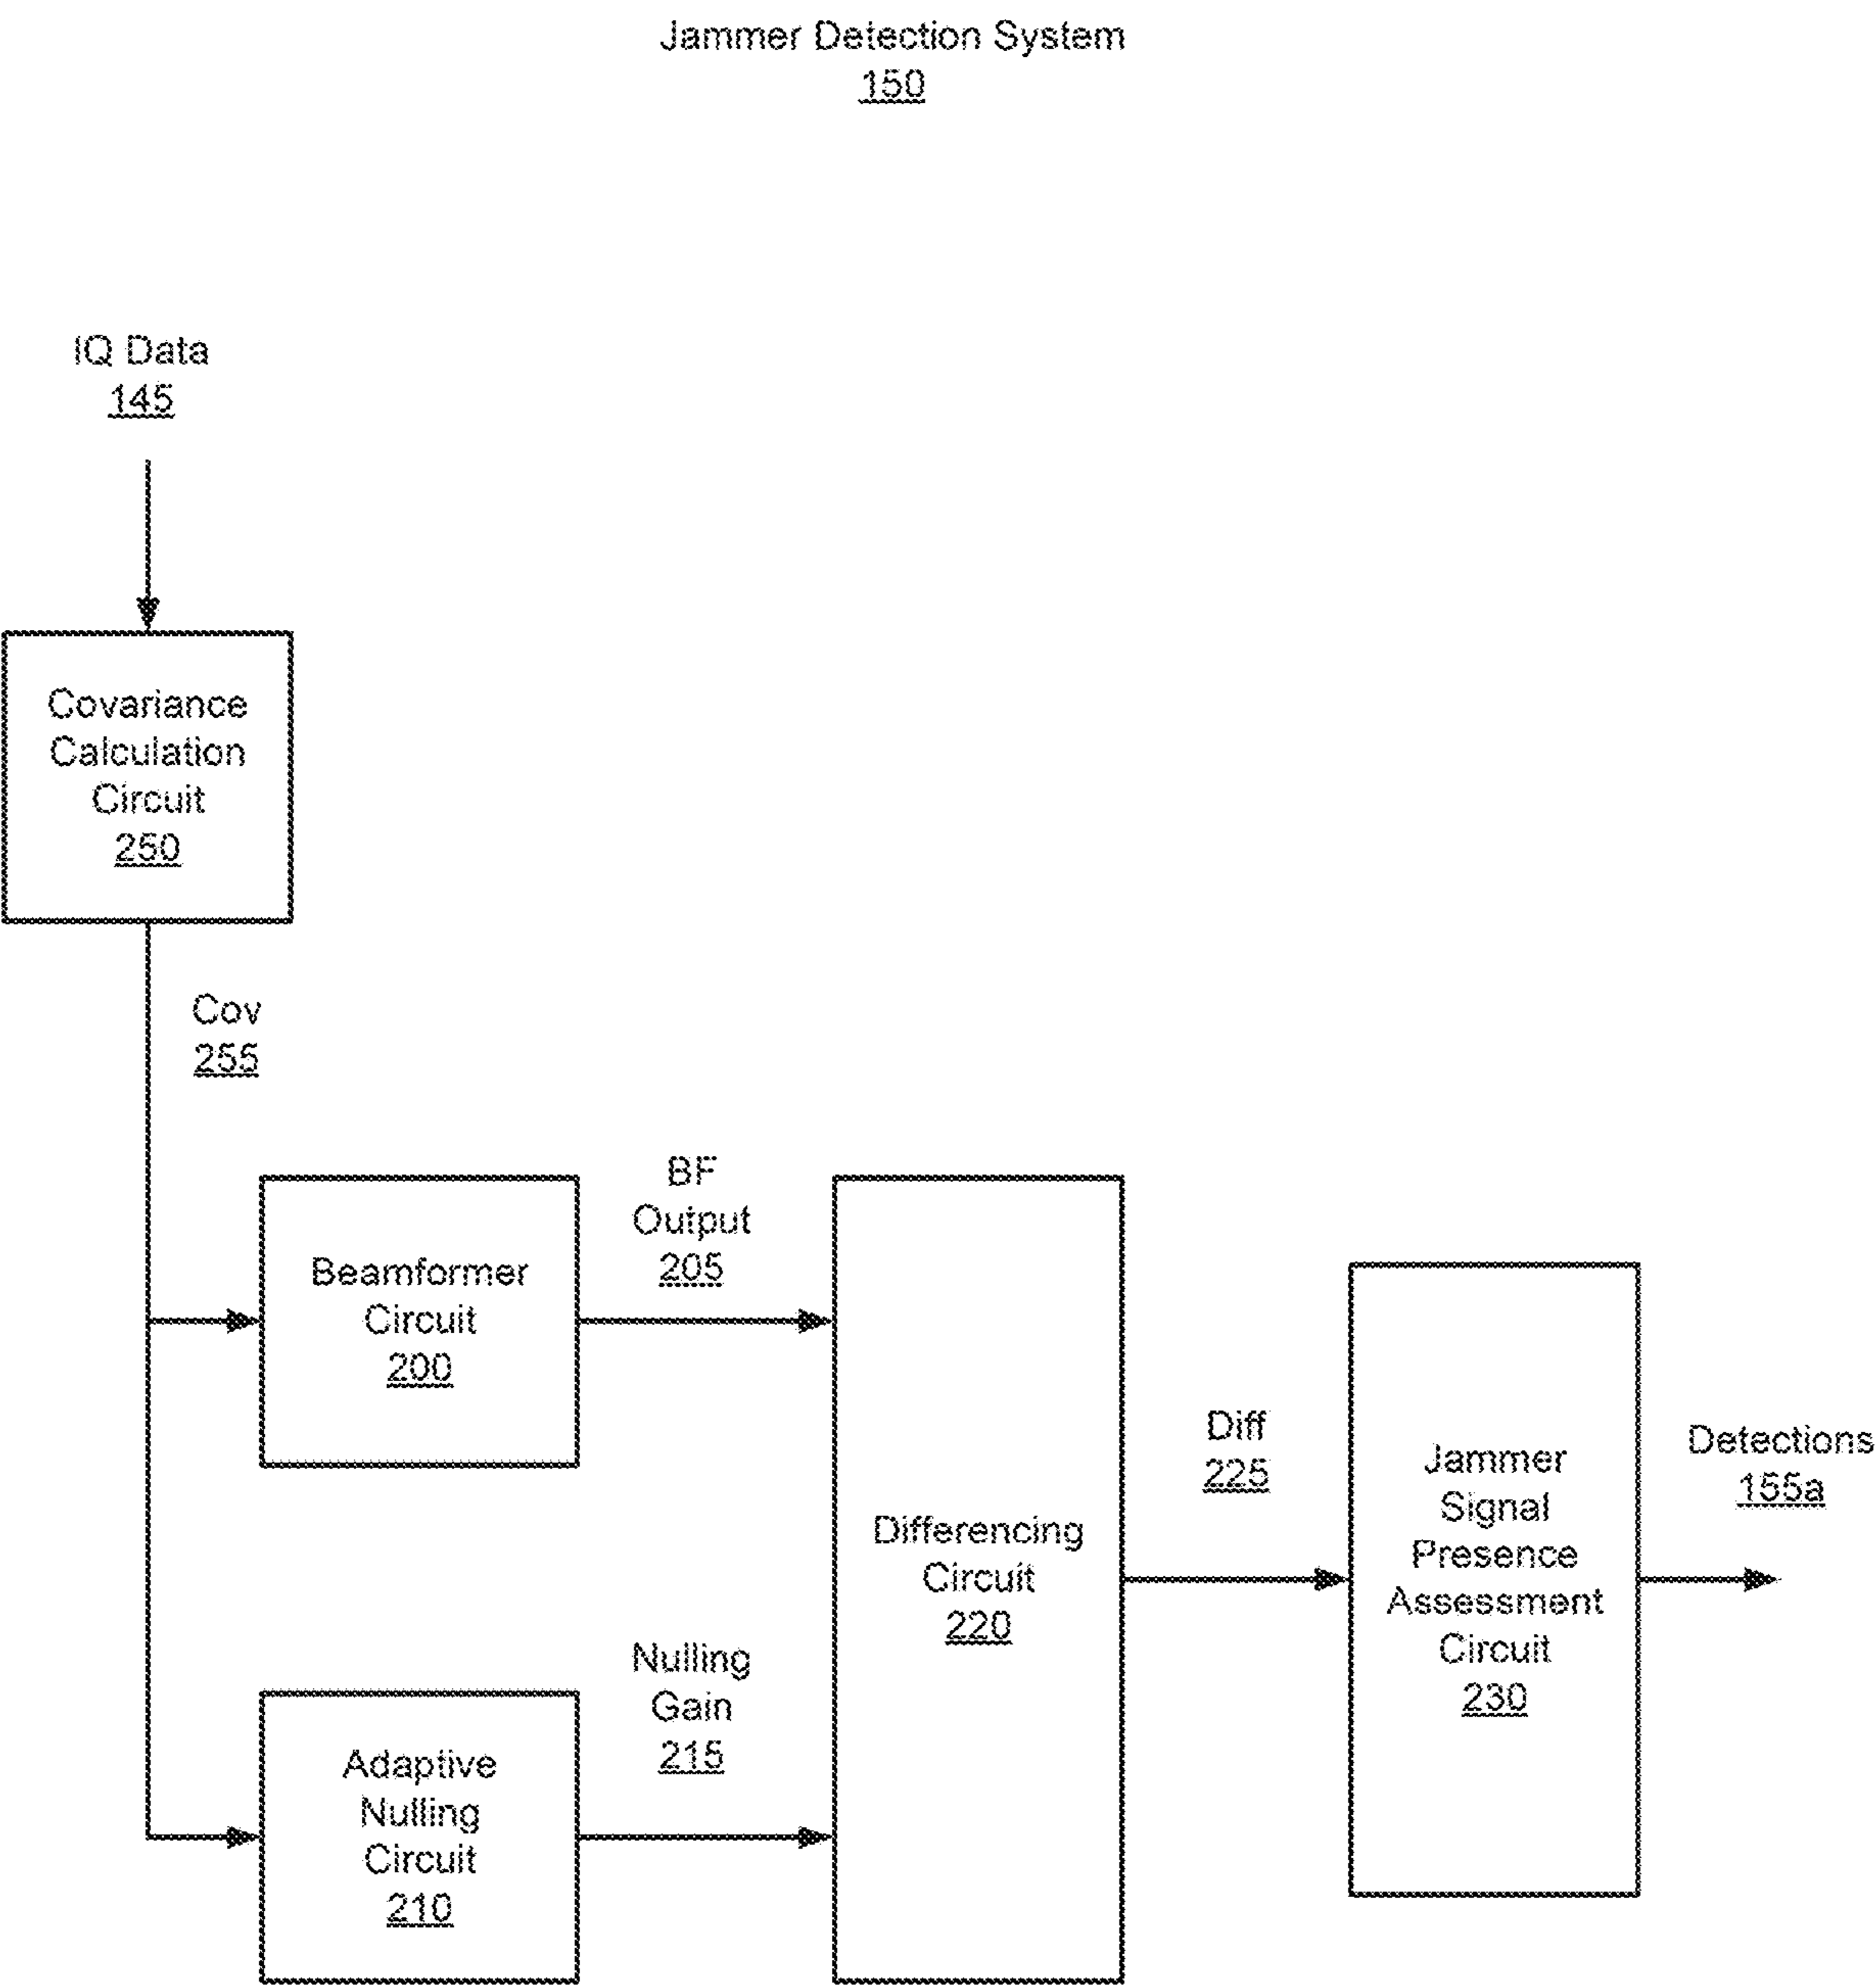 Jammer Detection System
150
IQ Data
145
Covariance
Calculation
Circuit
250
Cov
255
Beamformer
Circuit
200
BF
Output
205
Adaptive
Nulling
Circuit
210
Nulling
Gain
215
Differencing
Circuit
220
Diff
225
Jammer
Signal
Presence
Assessment
Circuit
230
Detections
155a